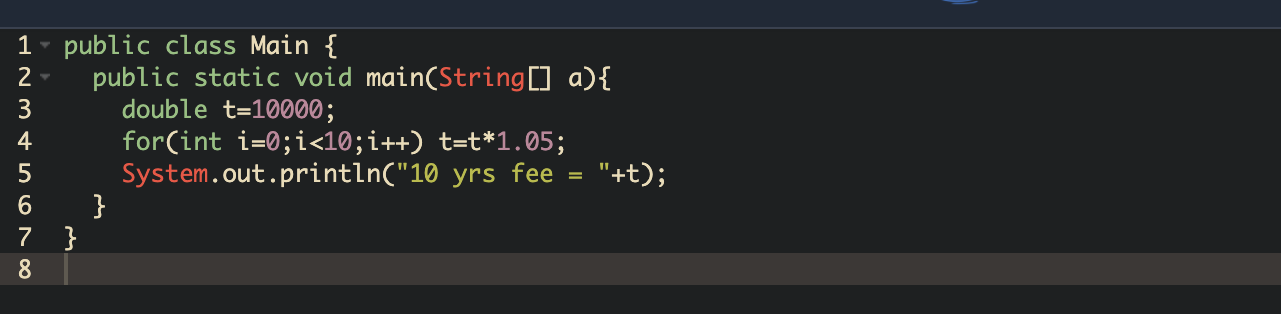 1 public class Main {
2 public static void main(String[] a){
3 double t=10000;
4 for(int i=0;i<10;i++) t=t*1.05;
5 System.out.println("10 yrs fee = "+t);
6 }
7 }
8